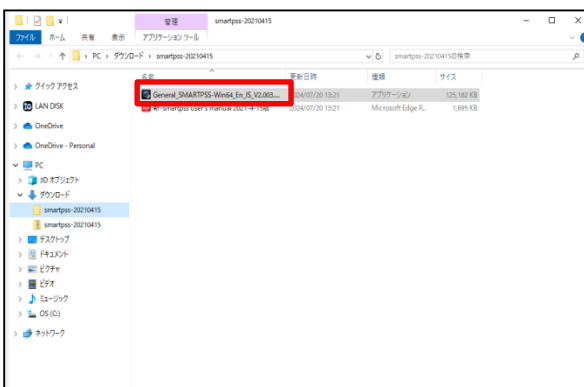 管理 smartpss-20210415
ファイル ホーム 共有 表示 アプリケーション ツール
PC > ダウンロード > smartpss-20210415
smartpss-20210415の検索
名前 更新日時 種類 サイズ
General_SMARTPSS-Win64_En_IS_V2.003.... 2024/07/20 13:21 アプリケーション 125,182 KB
新-smartpss user's manual 2021-4-15版 2024/07/20 13:21 Microsoft Edge P... 1,695 KB
クイック アクセス
LAN DISK
OneDrive
OneDrive - Personal
PC
3D オブジェクト
ダウンロード
smartpss-20210415
smartpss-20210415
デスクトップ
ドキュメント
ピクチャ
ビデオ
ミュージック
OS (C:)
ネットワーク